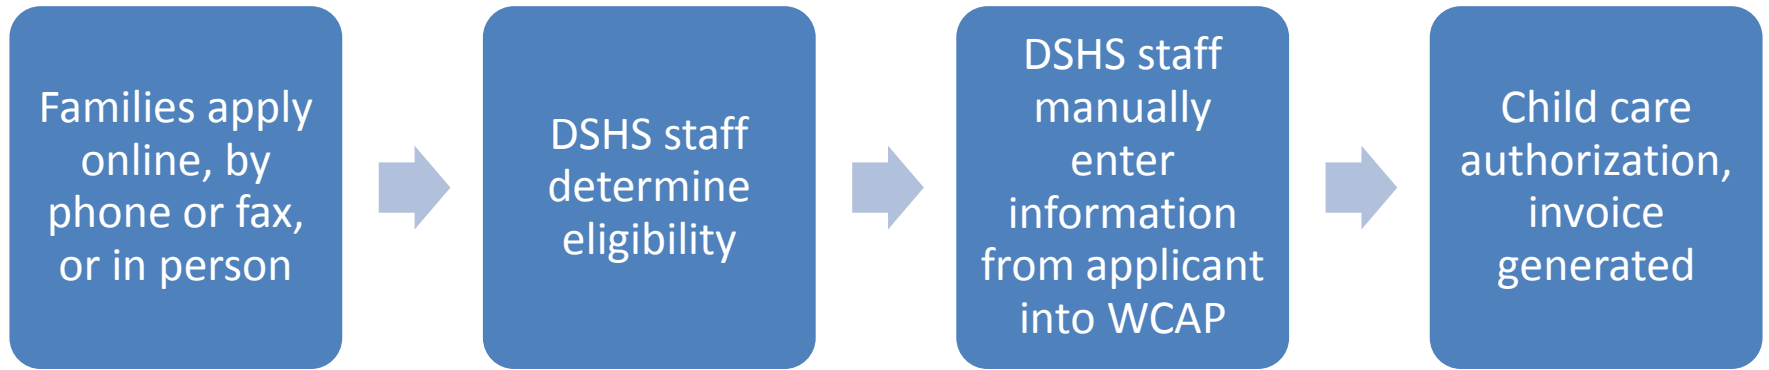 Families apply
online, by
phone or fax,
or in person
DSHS staff
determine
eligibility
DSHS staff
manually
enter
information
from applicant
into WCAP
Child care
authorization,
invoice
generated